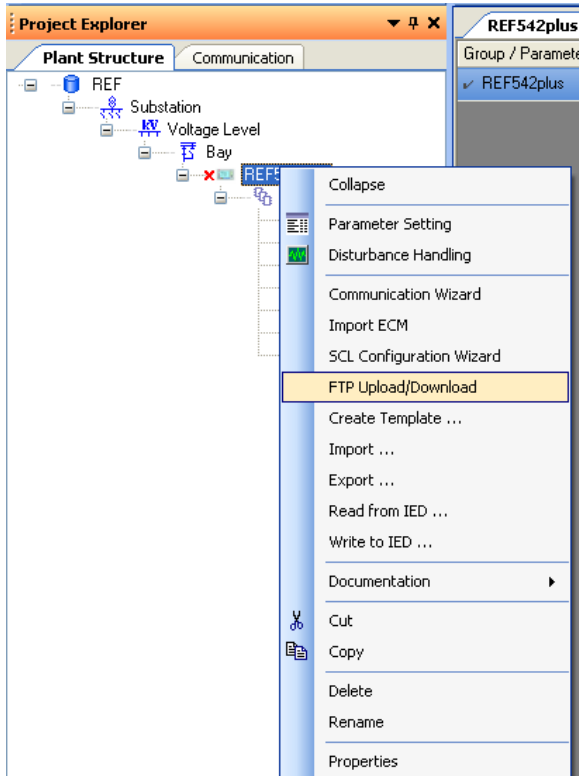 Project Explorer
REF542plus
Plant Structure
Communication
Group / Paramete
REF
REF542plus
Substation
KV Voltage Level
Bay
REF5
Collapse
Parameter Setting
Disturbance Handling
Communication Wizard
Import ECM
SCL Configuration Wizard
FTP Upload/Download
Create Template ...
Import ...
Export ...
Read from IED ...
Write to IED ...
Documentation
Cut
Copy
Delete
Rename
Properties